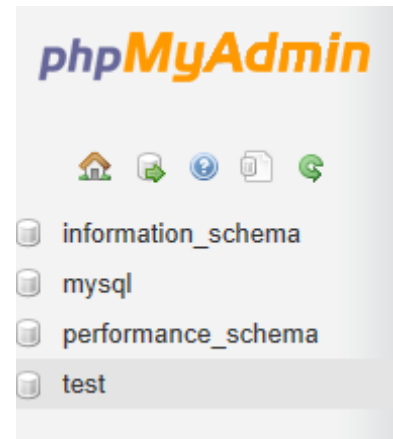 phpMyAdmin
information_schema
mysql
performance_schema
test